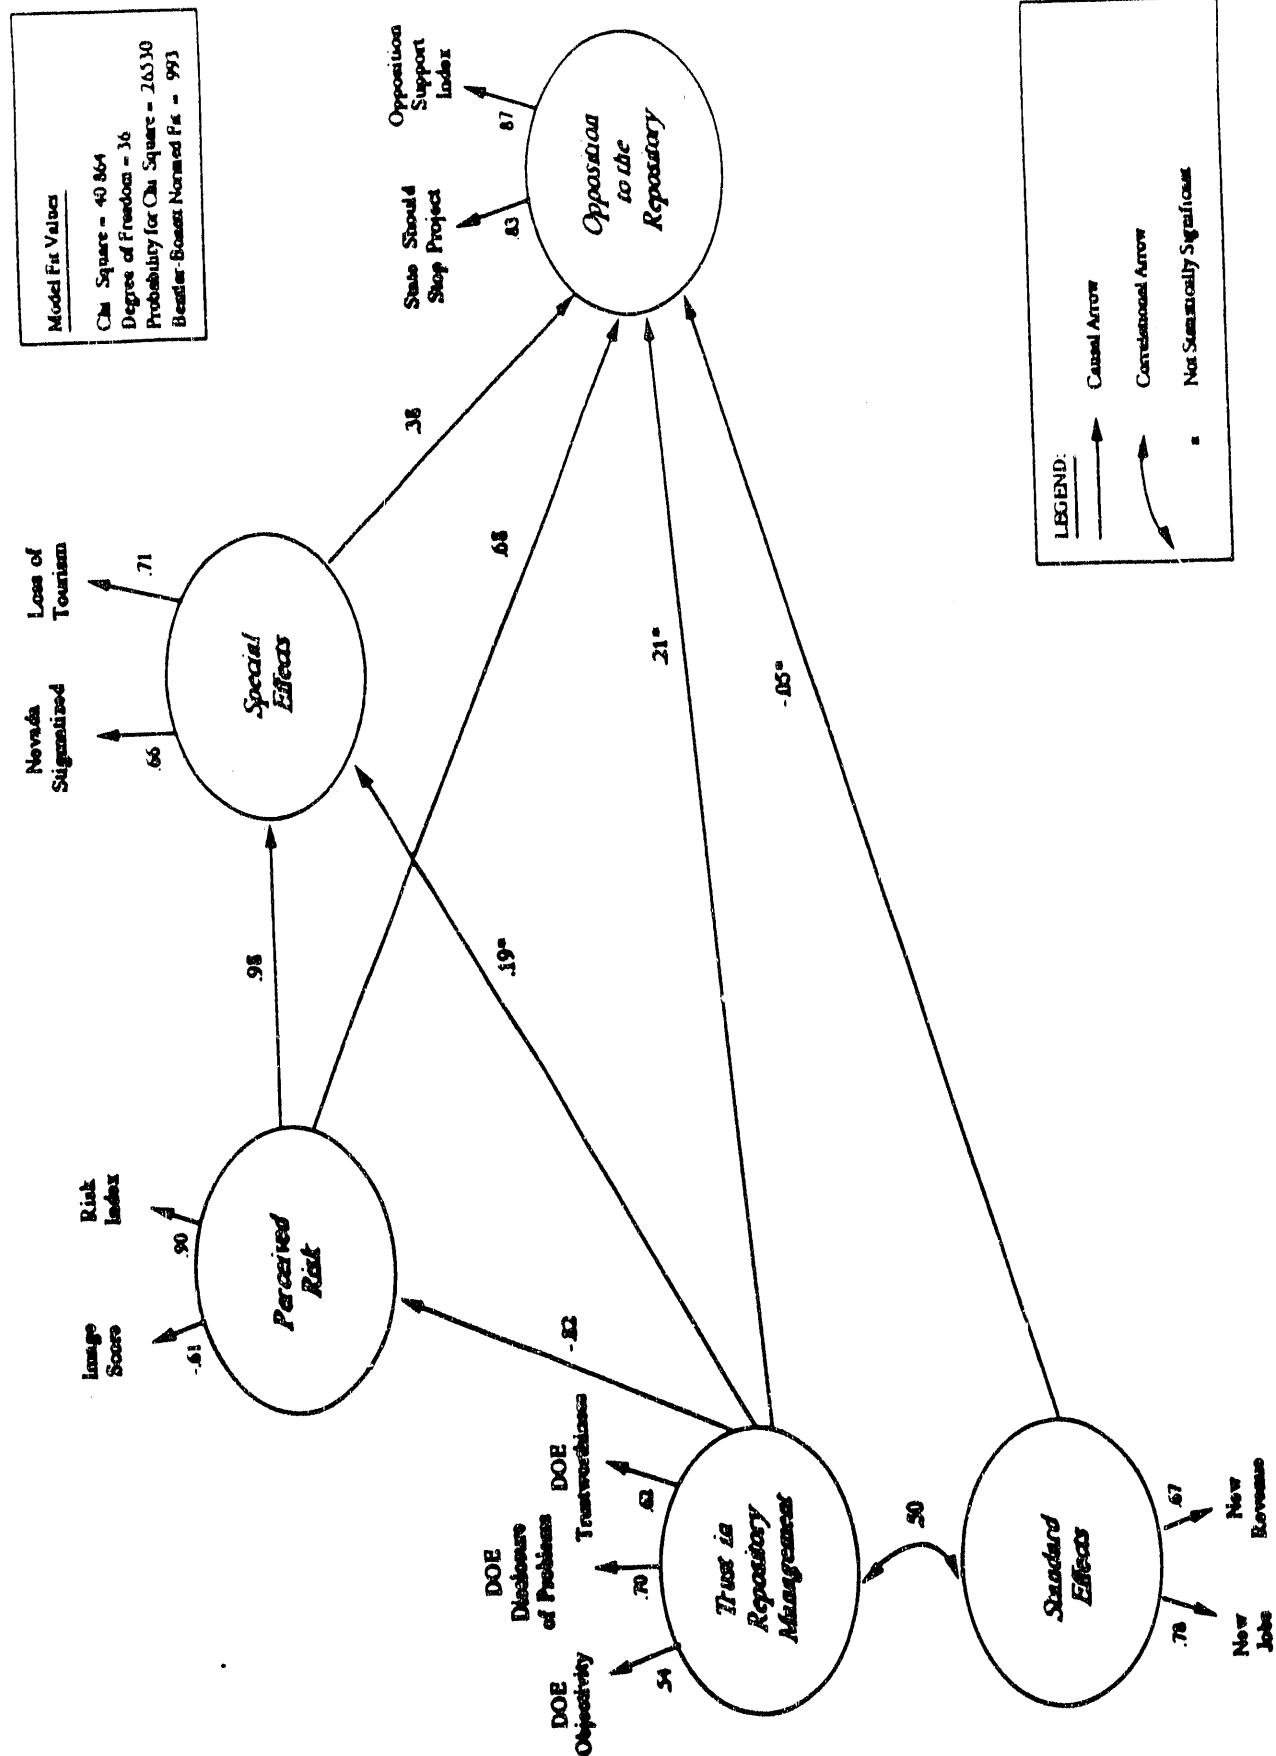 Model Fit Values
Chi Square = 40 864
Degree of Freedom = 36
Probability for Chi Square = 26530
Bentler-Bonett Normed Fit = 993
Image
Score
-.61
Risk
Index
.90
Perceived
Risk
.98
Nevada
Stigmatized
.66
Loss of
Tourism
.71
Special
Effects
.38
.68
State Should
Stop Project
.83
Opposition
Support
Index
.87
Opposition
to the
Repository
DOE
Objectivity
.54
DOE
Disclosure
of Problems
.70
DOE
Trustworthiness
.62
Trust in
Repository
Management
-.82
.19*
.21*
-.05*
.50
Standard
Effects
.78
New
Jobs
.67
New
Revenue
LEGEND:
Causal Arrow
Correlational Arrow
* Not Statistically Significant